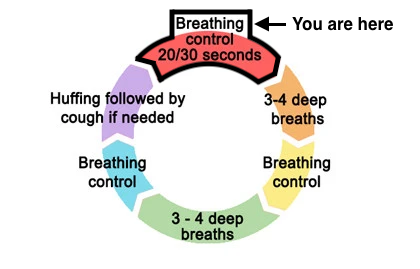 Breathing
control
20/30 seconds
You are here
3-4 deep
breaths
Breathing
control
3 - 4 deep
breaths
Breathing
control
Huffing followed by
cough if needed